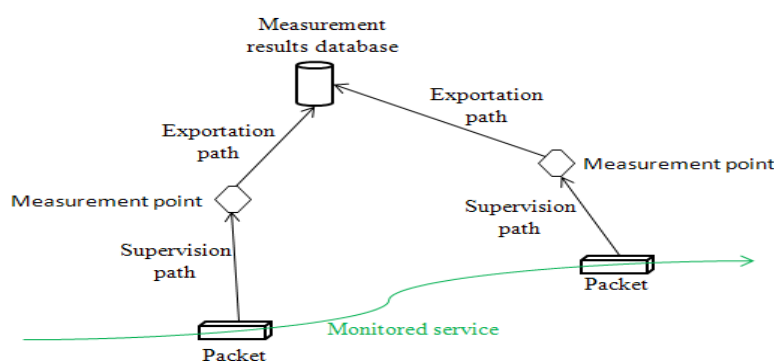 Measurement
results database
Exportation
path
Exportation
path
Measurement point
Measurement point
Supervision
path
Supervision
path
Packet
Monitored service
Packet